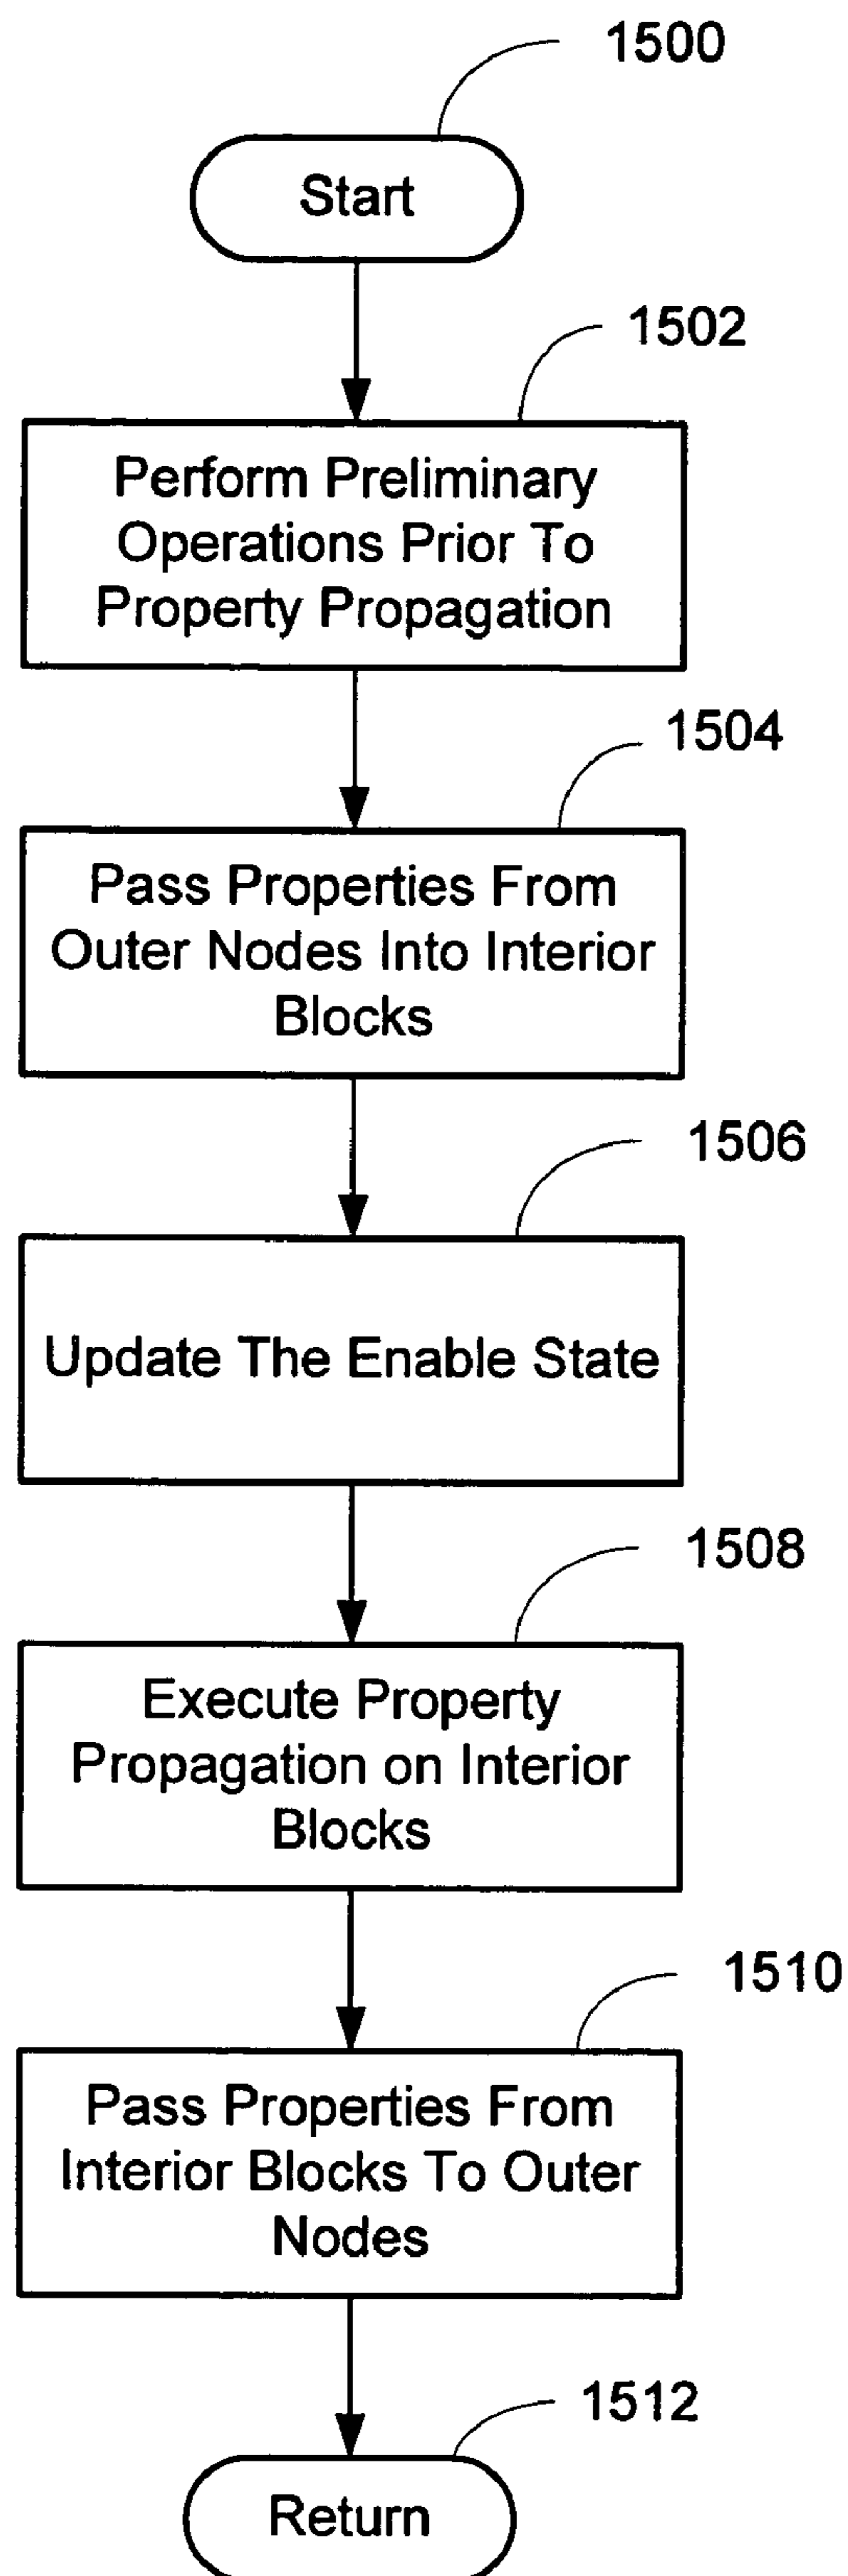 1500
Start
1502
Perform Preliminary
Operations Prior To
Property Propagation
1504
Pass Properties From
Outer Nodes Into Interior
Blocks
1506
Update The Enable State
1508
Execute Property
Propagation on Interior
Blocks
1510
Pass Properties From
Interior Blocks To Outer
Nodes
1512
Return